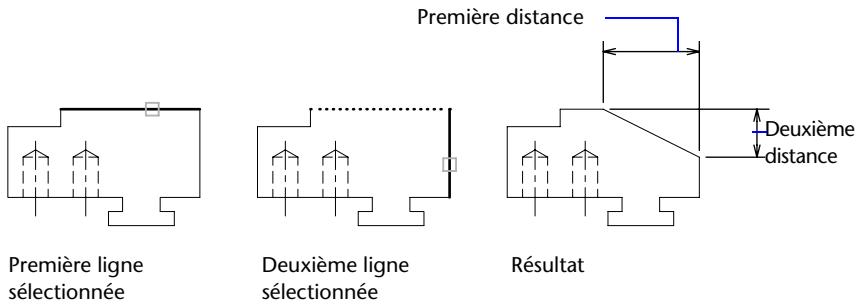 Première distance
Deuxième
distance
Première ligne
sélectionnée
Deuxième ligne
sélectionnée
Résultat